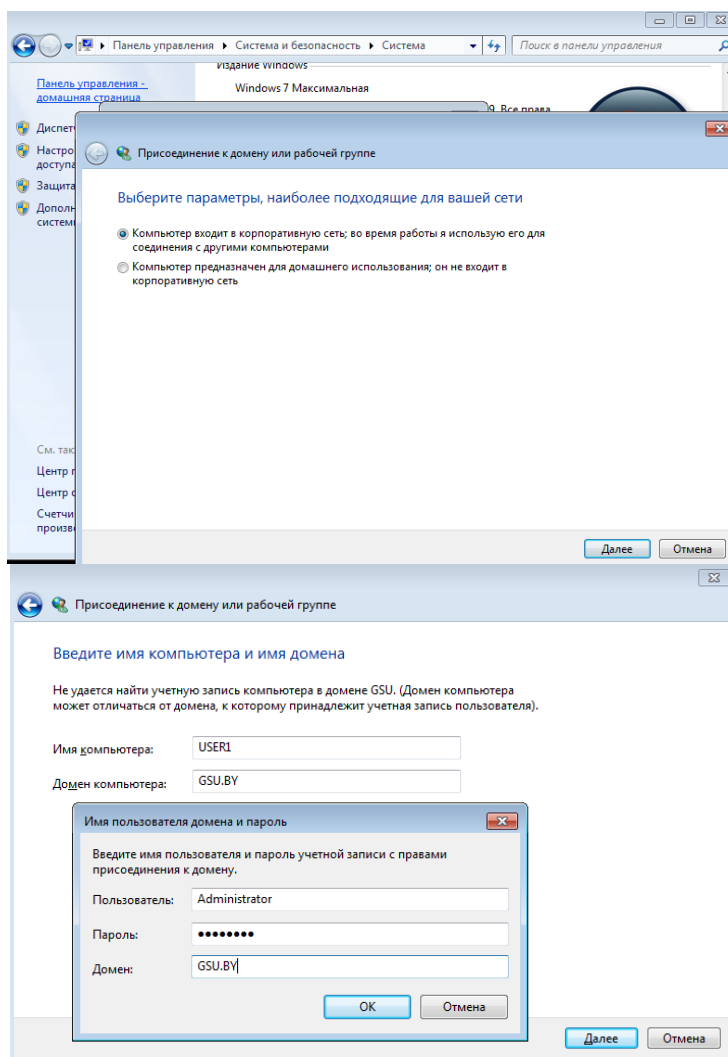 Панель управления ▸ Система и безопасность ▸ Система
Поиск в панели управления
Издание Windows
Панель управления -
домашняя страница
Windows 7 Максимальная
9. Все права
Присоединение к домену или рабочей группе
Выберите параметры, наиболее подходящие для вашей сети
Защита
Компьютер входит в корпоративную сеть; во время работы я использую его для
соединения с другими компьютерами
Компьютер предназначен для домашнего использования; он не входит в
корпоративную сеть
См.
Центр
Центр
Далее
Отмена
Присоединение к домену или рабочей группе
Введите имя компьютера и имя домена
Не удается найти учетную запись компьютера в домене GSU. (Домен компьютера
может отличаться от домена, к которому принадлежит учетная запись пользователя).
Имя компьютера:
USER1
Домен компьютера:
GSU.BY
Имя пользователя домена и пароль
Введите имя пользователя и пароль учетной записи с правами
присоединения к домену.
Пользователь:
Administrator
Пароль:
●●●●●●●●
Домен:
GSU.BY
OK
Отмена
Далее
Отмена